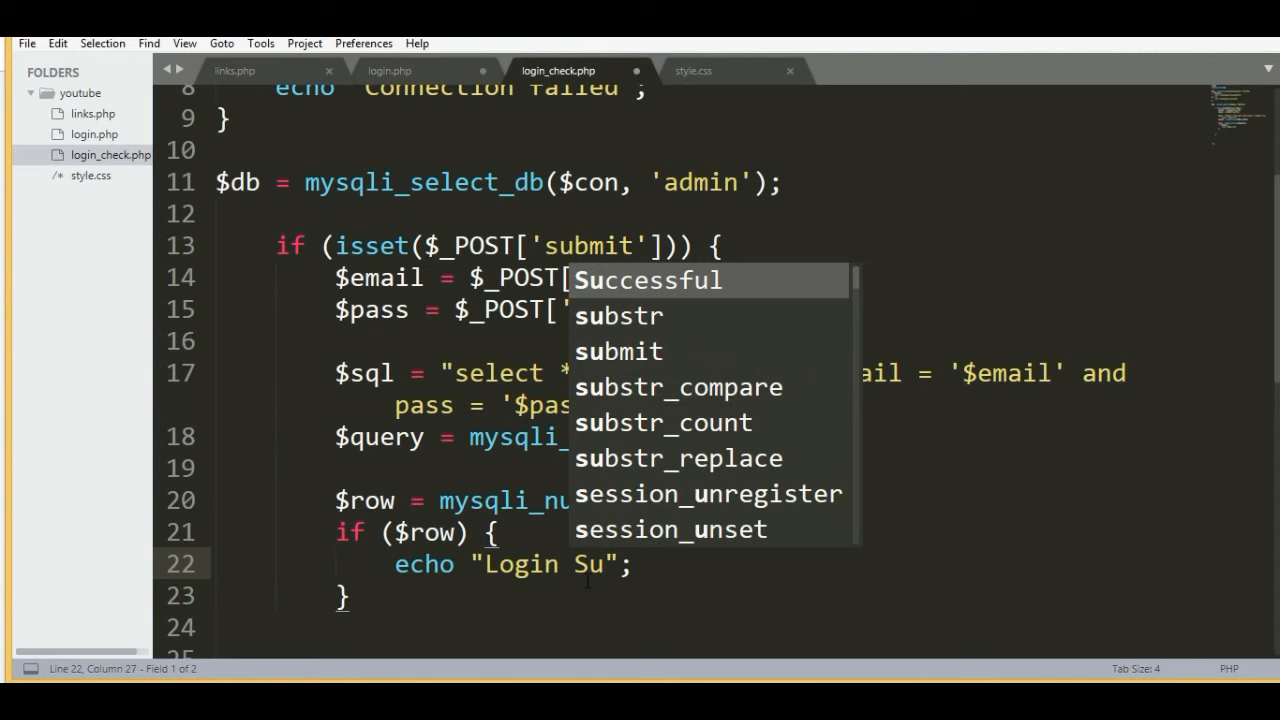 File Edit Selection Find View Goto Tools Project Preferences Help
FOLDERS
youtube
links.php
login.php
login_check.php
/* style.css
links.php × login.php login_check.php style.css ×
8 echo "Connection failed";
9 }
10
11 $db = mysqli_select_db($con, 'admin');
12
13 if (isset($_POST['submit'])) {
14 $email = $_POST[
15 $pass = $_POST['
16
17 $sql = "select * ail = '$email' and
pass = '$pas
18 $query = mysqli_
19
20 $row = mysqli_nu
21 if ($row) {
22 echo "Login Su";
23 }
24
Successful
substr
submit
substr_compare
substr_count
substr_replace
session_unregister
session_unset
Line 22, Column 27 - Field 1 of 2
Tab Size: 4
PHP